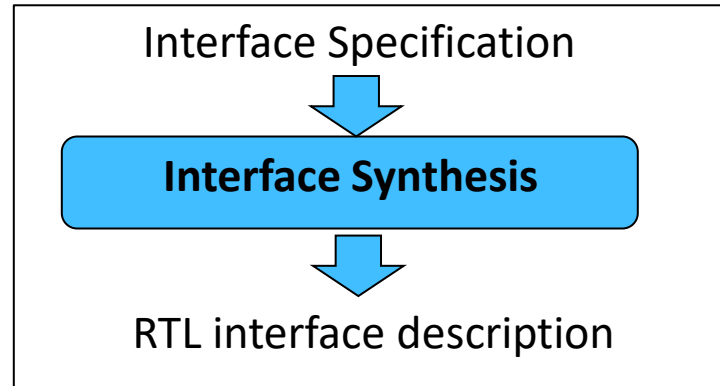 Interface Specification
Interface Synthesis
RTL interface description